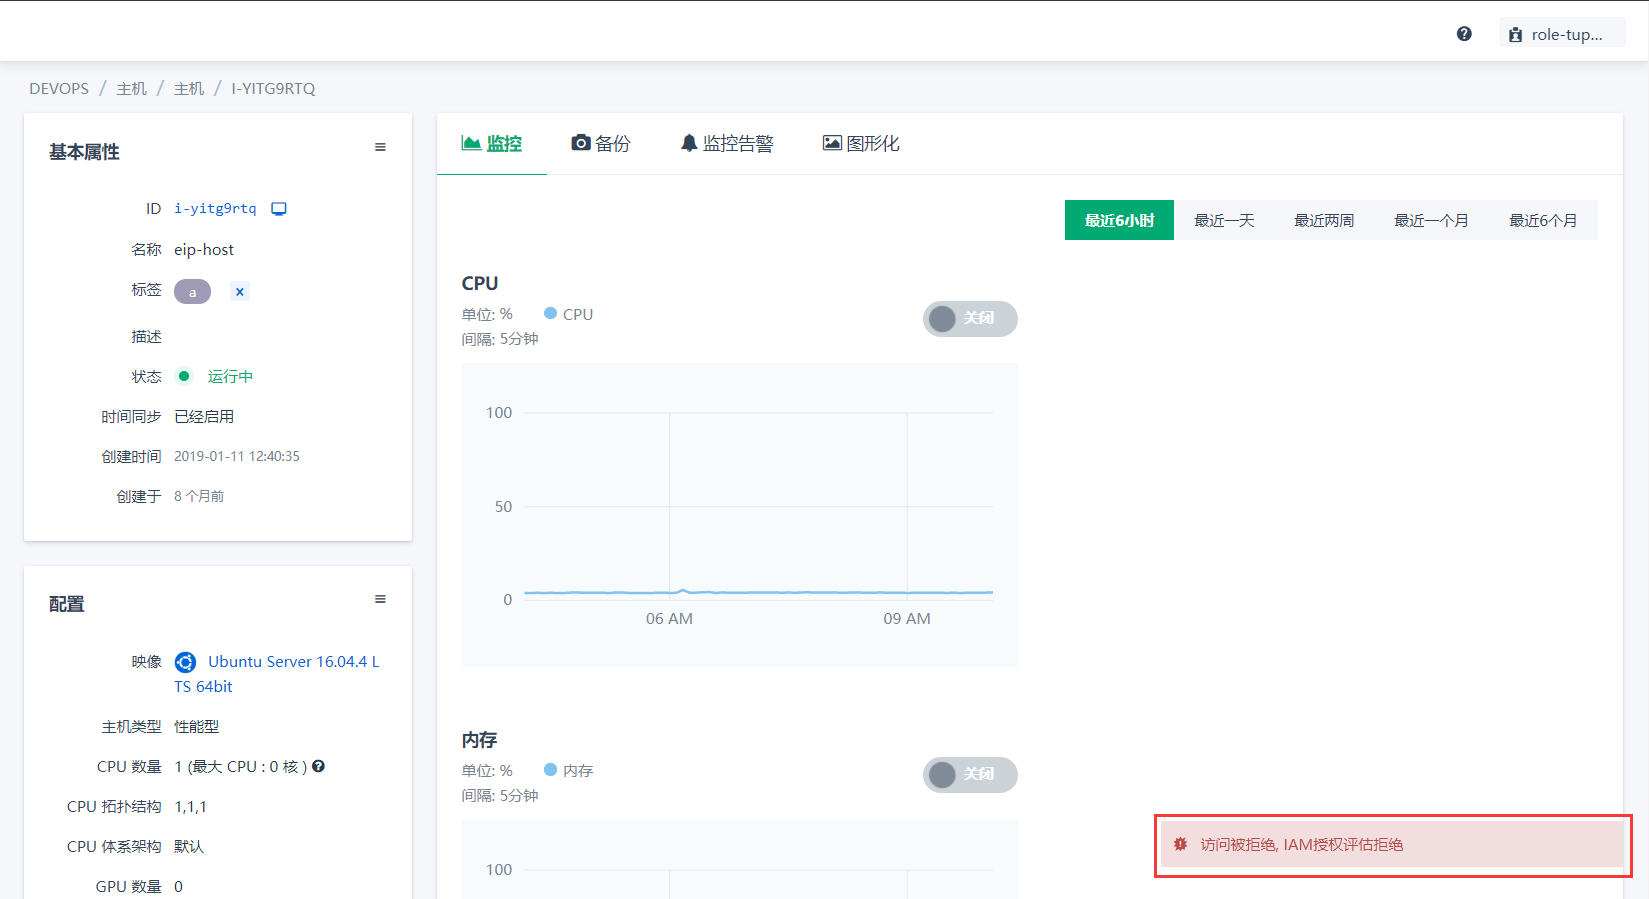 role-tup...
DEVOPS / 主机 / 主机 / I-YITG9RTQ
基本属性
ID i-yitg9rtq
名称 eip-host
标签 a x
描述
状态 运行中
时间同步 已经启用
创建时间 2019-01-11 12:40:35
创建于 8 个月前
配置
映像 Ubuntu Server 16.04.4 L
TS 64bit
主机类型 性能型
CPU 数量 1 (最大 CPU : 0 核 )
CPU 拓扑结构 1,1,1
CPU 体系架构 默认
GPU 数量 0
监控 备份 监控告警 图形化
最近6小时 最近一天 最近两周 最近一个月 最近6个月
CPU
单位: % CPU
间隔: 5分钟
关闭
100
50
0
06 AM 09 AM
内存
单位: % 内存
间隔: 5分钟
关闭
100
访问被拒绝, IAM授权评估拒绝